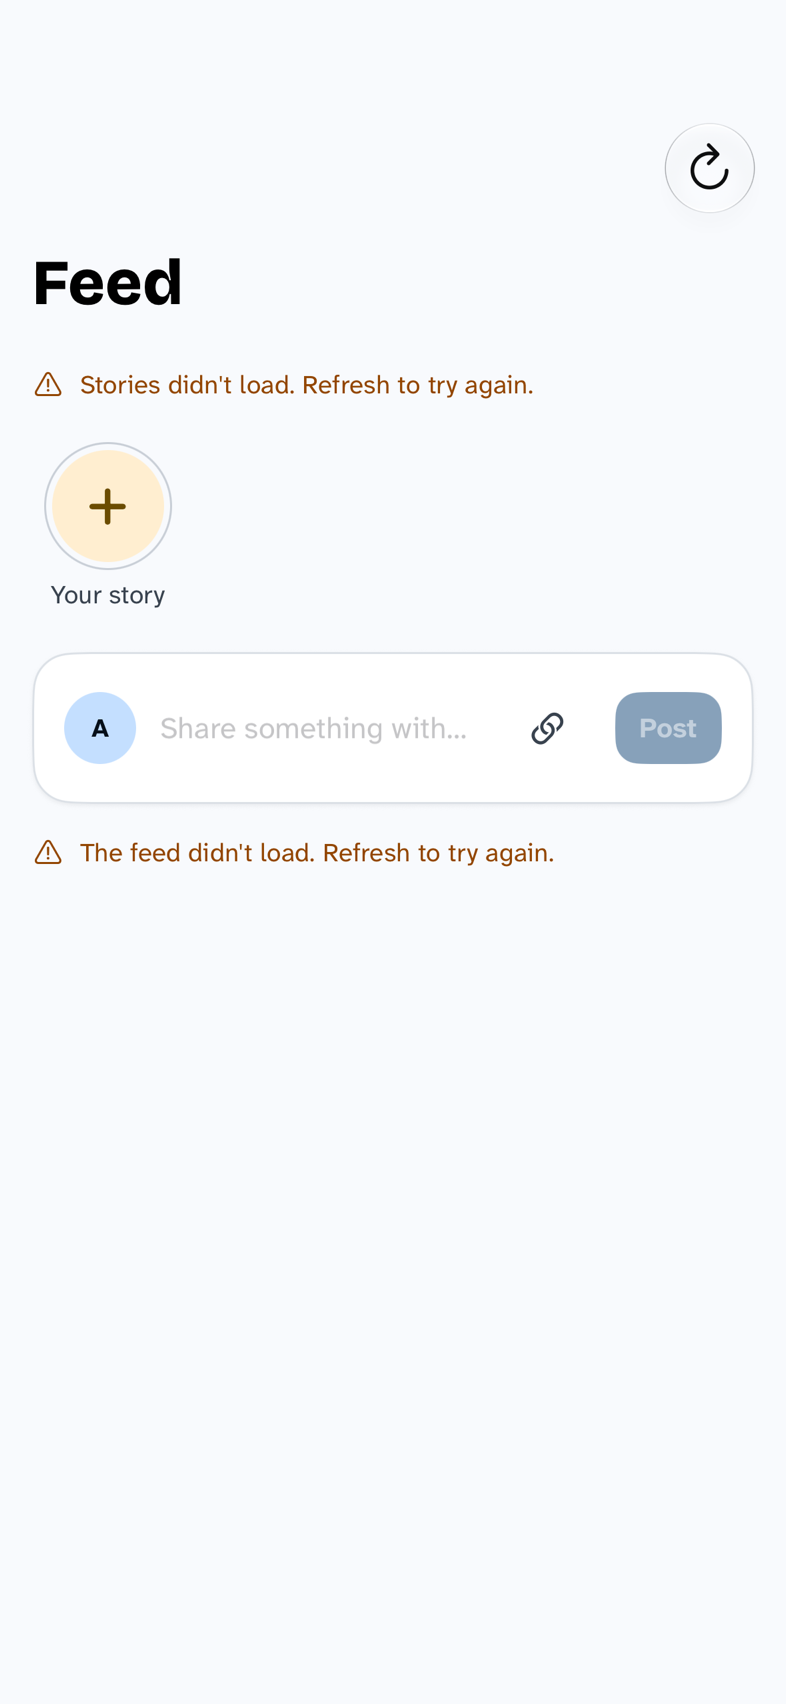 Feed
Stories didn't load. Refresh to try again.
Your story
A
Share something with...
Post
The feed didn't load. Refresh to try again.